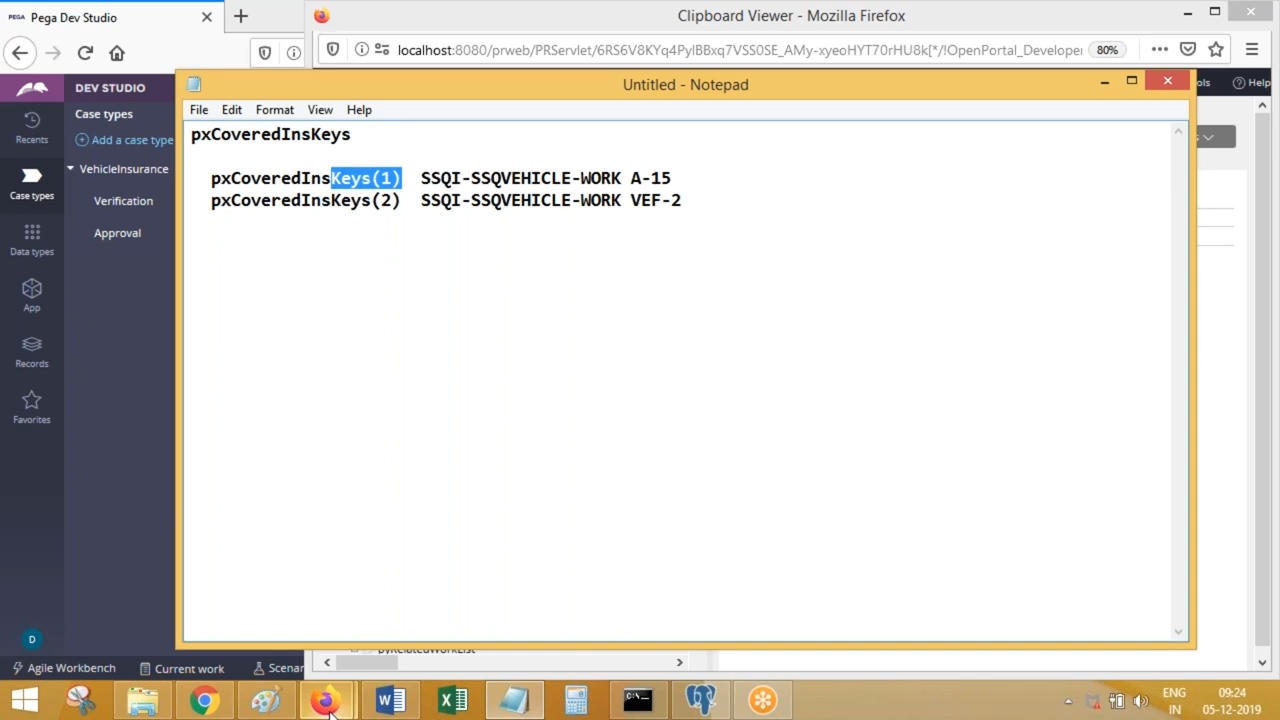 PEGA Pega Dev Studio
Clipboard Viewer - Mozilla Firefox
localhost:8080/prweb/PRServlet/6RS6V8KYq4PylBBxq7VSS0SE_AMy-xyeoHYT70rHU8k[*/!OpenPortal_Developer 80%
DEV STUDIO
Help
Untitled - Notepad
File Edit Format View Help
Case types
Add a case type
VehicleInsurance
Verification
Approval
Recents
Case types
Data types
App
Records
Favorites
pxCoveredInsKeys
pxCoveredInsKeys(1) SSQI-SSQVEHICLE-WORK A-15
pxCoveredInsKeys(2) SSQI-SSQVEHICLE-WORK VEF-2
D
Agile Workbench Current work
ENG 09:24
IN 05-12-2019